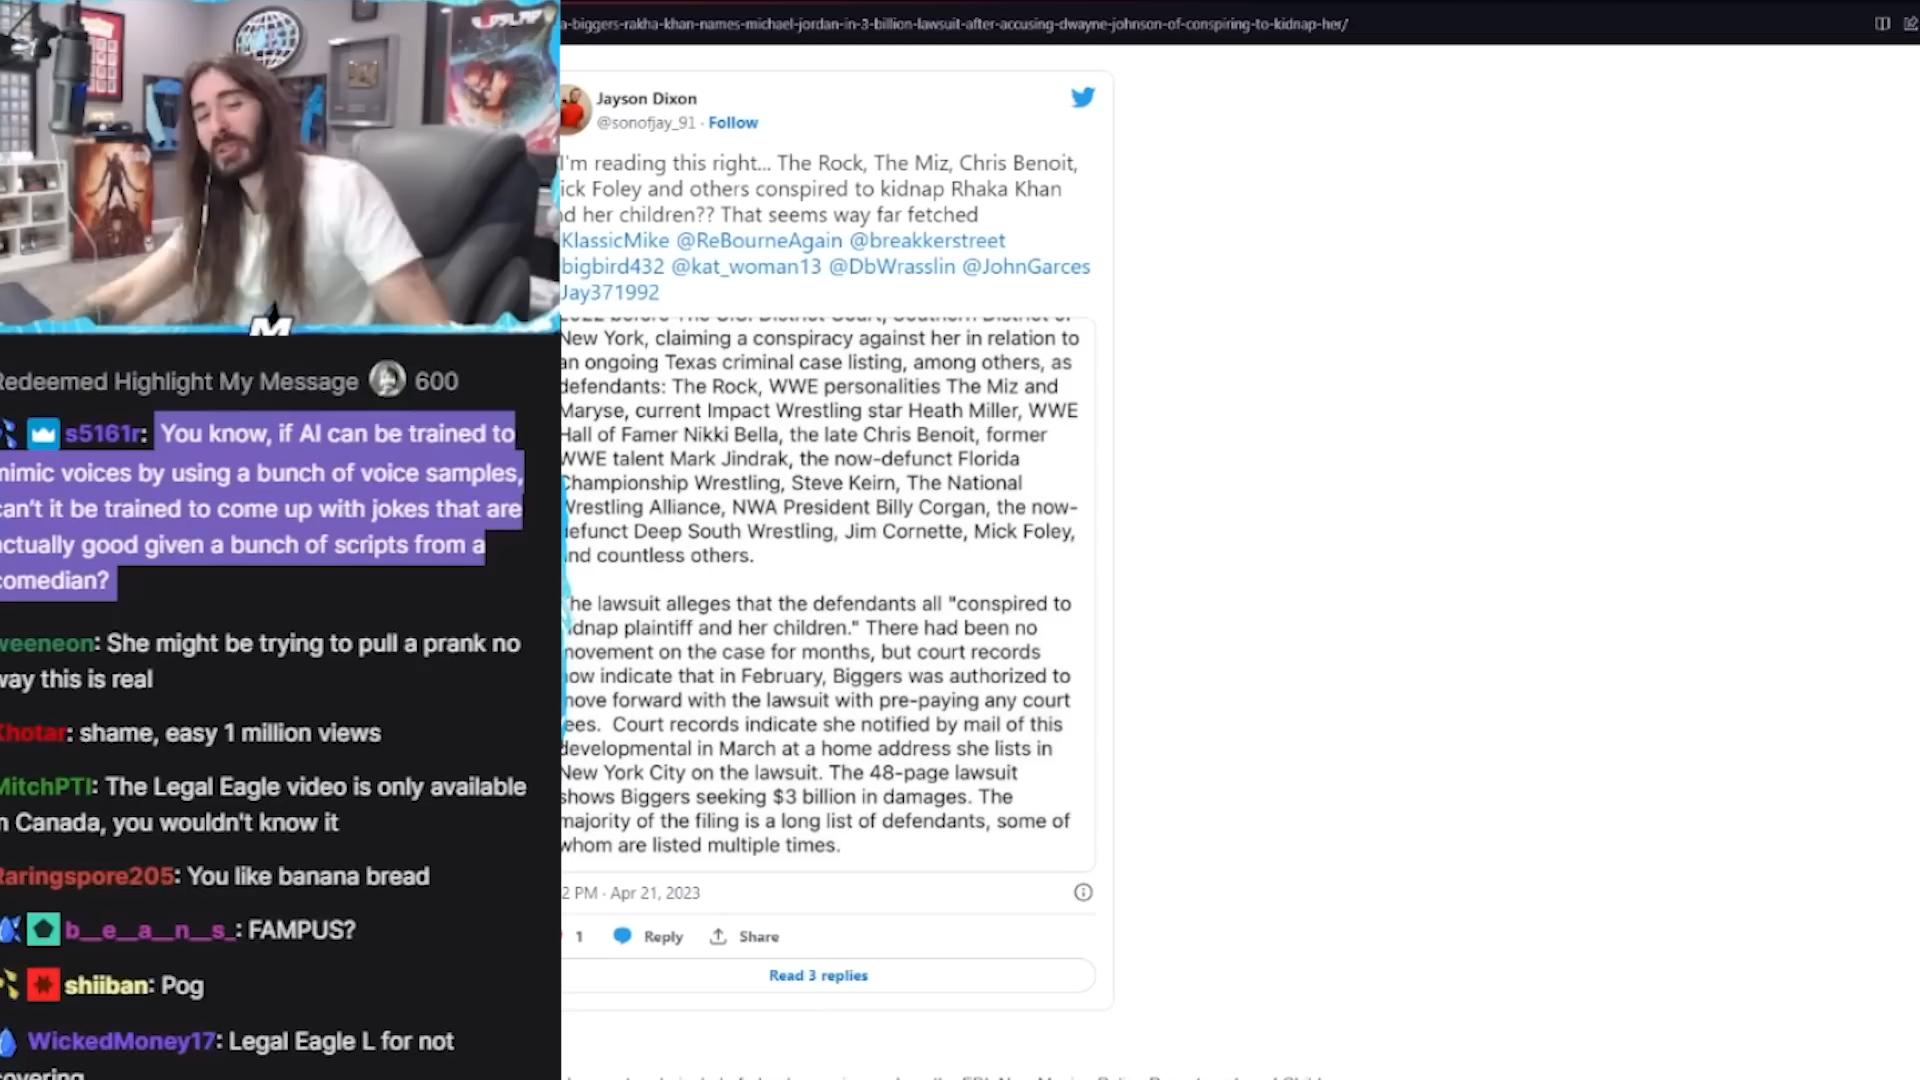 a-biggers-rakha-khan-names-michael-jordan-in-3-billion-lawsuit-after-accusing-dwayne-johnson-of-conspiring-to-kidnap-her/
Jayson Dixon
@sonofjay_91 · Follow
I'm reading this right... The Rock, The Miz, Chris Benoit,
ick Foley and others conspired to kidnap Rhaka Khan
d her children?? That seems way far fetched
KlassicMike @ReBourneAgain @breakkerstreet
bigbird432 @kat_woman13 @DbWrasslin @JohnGarces
Jay371992
2022 before The U.S. District Court, Southern District of
New York, claiming a conspiracy against her in relation to
an ongoing Texas criminal case listing, among others, as
defendants: The Rock, WWE personalities The Miz and
Maryse, current Impact Wrestling star Heath Miller, WWE
Hall of Famer Nikki Bella, the late Chris Benoit, former
WWE talent Mark Jindrak, the now-defunct Florida
Championship Wrestling, Steve Keirn, The National
Wrestling Alliance, NWA President Billy Corgan, the now-
defunct Deep South Wrestling, Jim Cornette, Mick Foley,
and countless others.
he lawsuit alleges that the defendants all "conspired to
kidnap plaintiff and her children." There had been no
movement on the case for months, but court records
now indicate that in February, Biggers was authorized to
move forward with the lawsuit with pre-paying any court
fees. Court records indicate she notified by mail of this
developmental in March at a home address she lists in
New York City on the lawsuit. The 48-page lawsuit
shows Biggers seeking $3 billion in damages. The
majority of the filing is a long list of defendants, some of
whom are listed multiple times.
2 PM · Apr 21, 2023
1 Reply Share
Read 3 replies
Redeemed Highlight My Message 600
s5161r: You know, if AI can be trained to
mimic voices by using a bunch of voice samples,
can't it be trained to come up with jokes that are
actually good given a bunch of scripts from a
comedian?
weeneon: She might be trying to pull a prank no
way this is real
Khotar: shame, easy 1 million views
MitchPTI: The Legal Eagle video is only available
n Canada, you wouldn't know it
Raringspore205: You like banana bread
b__e__a__n__s_: FAMPUS?
shiiban: Pog
WickedMoney17: Legal Eagle L for not
covering